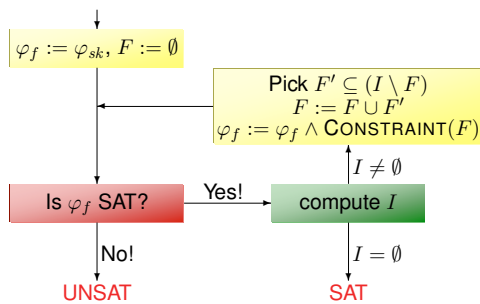 φ_f := φ_sk, F := ∅
Pick F′ ⊆ (I \ F)
F := F ∪ F′
φ_f := φ_f ∧ CONSTRAINT(F)
I ≠ ∅
Is φ_f SAT?
Yes!
compute I
No!
I = ∅
UNSAT
SAT